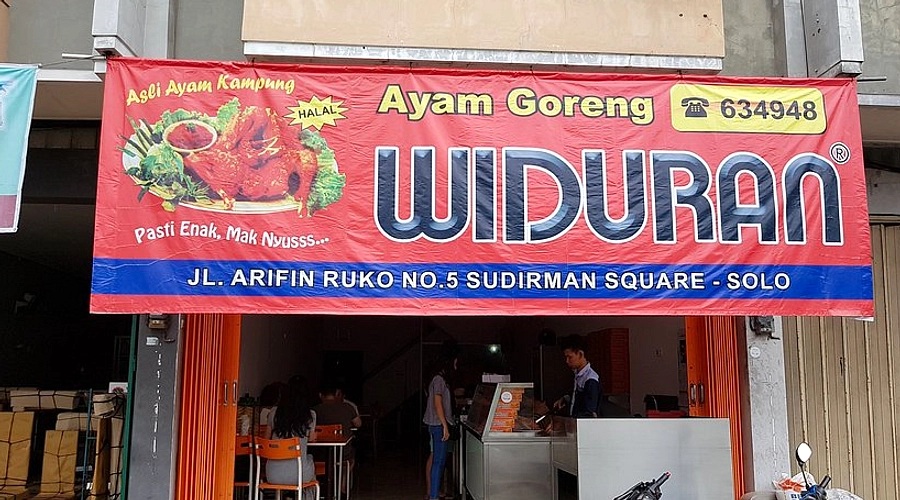 Asli Ayam Kampung
HALAL
Ayam Goreng
☎ 634948
WIDURAN®
Pasti Enak, Mak Nyusss...
JL. ARIFIN RUKO NO.5 SUDIRMAN SQUARE - SOLO